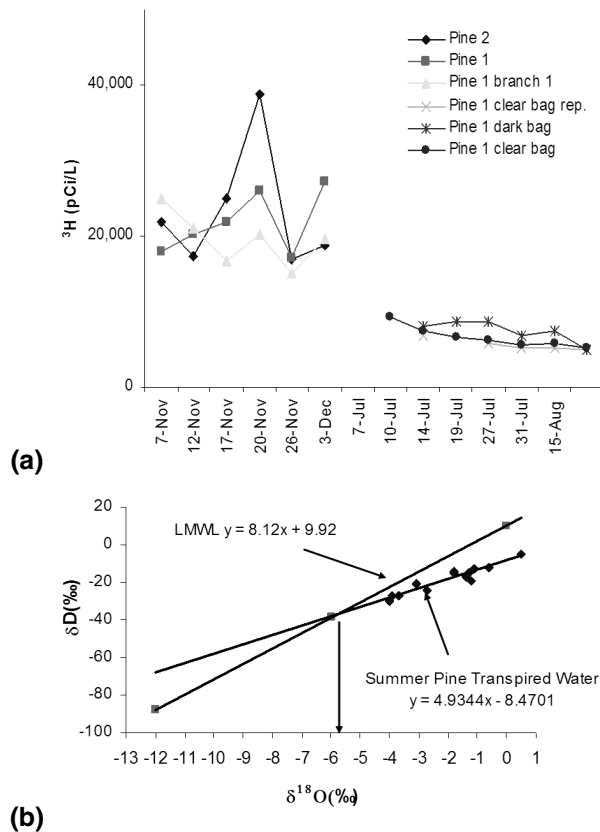 Pine 2
Pine 1
Pine 1 branch 1
Pine 1 clear bag rep.
Pine 1 dark bag
Pine 1 clear bag
³H (pCi/L)
40,000
20,000
0
7-Nov
12-Nov
17-Nov
20-Nov
26-Nov
3-Dec
7-Jul
10-Jul
14-Jul
19-Jul
27-Jul
31-Jul
15-Aug
(a)
20
0
-20
-40
-60
-80
-100
δD(‰)
LMWL y = 8.12x + 9.92
Summer Pine Transpired Water
y = 4.9344x - 8.4701
-13 -12 -11 -10 -9 -8 -7 -6 -5 -4 -3 -2 -1 0 1
δ¹⁸O(‰)
(b)